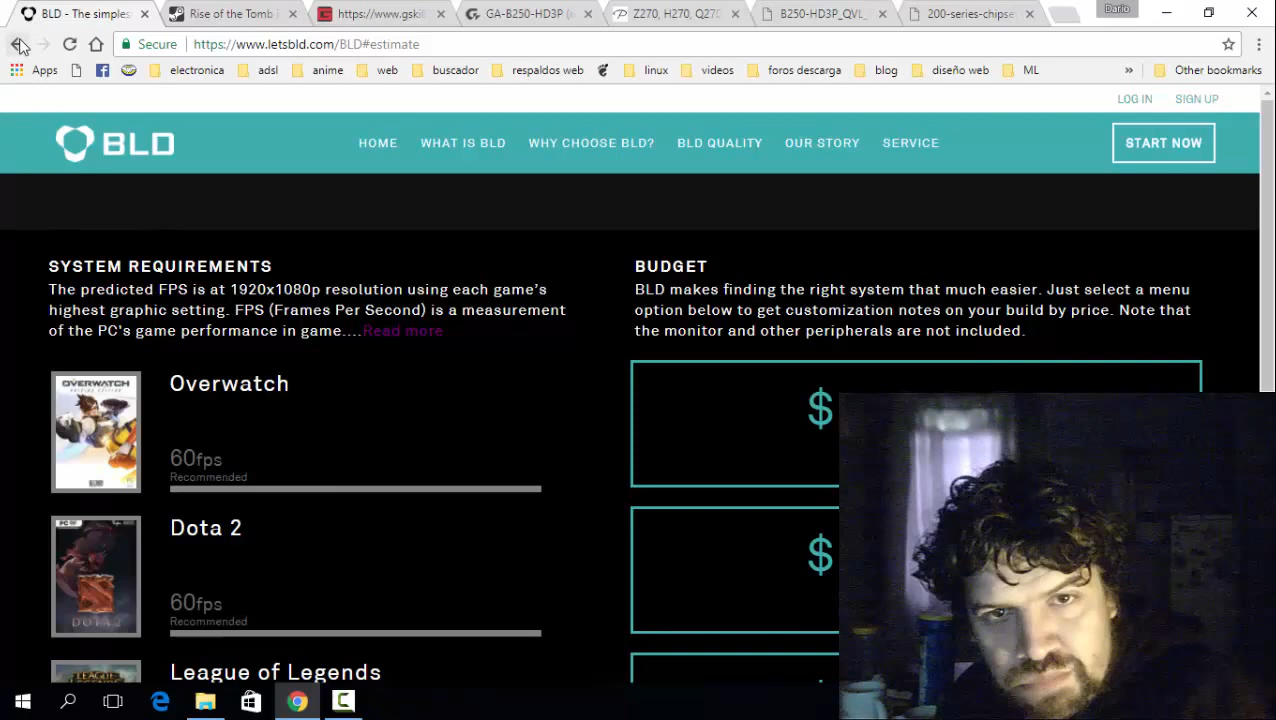 BLD - The simples
Rise of the Tomb
https://www.gskil
GA-B250-HD3P
Z270, H270, Q270
B250-HD3P_QVL_
200-series-chipse
Dario
Secure
https://www.letsbld.com/BLD#estimate
Apps
electronica
adsl
anime
web
buscador
respaldos web
linux
videos
foros descarga
blog
diseño web
ML
»
Other bookmarks
LOG IN
SIGN UP
BLD
HOME
WHAT IS BLD
WHY CHOOSE BLD?
BLD QUALITY
OUR STORY
SERVICE
START NOW
SYSTEM REQUIREMENTS
The predicted FPS is at 1920x1080p resolution using each game's
highest graphic setting. FPS (Frames Per Second) is a measurement
of the PC's game performance in game....Read more
BUDGET
BLD makes finding the right system that much easier. Just select a menu
option below to get customization notes on your build by price. Note that
the monitor and other peripherals are not included.
OVERWATCH
Overwatch
60fps
Recommended
$
DOTA 2
Dota 2
60fps
Recommended
$
LEAGUE
League of Legends